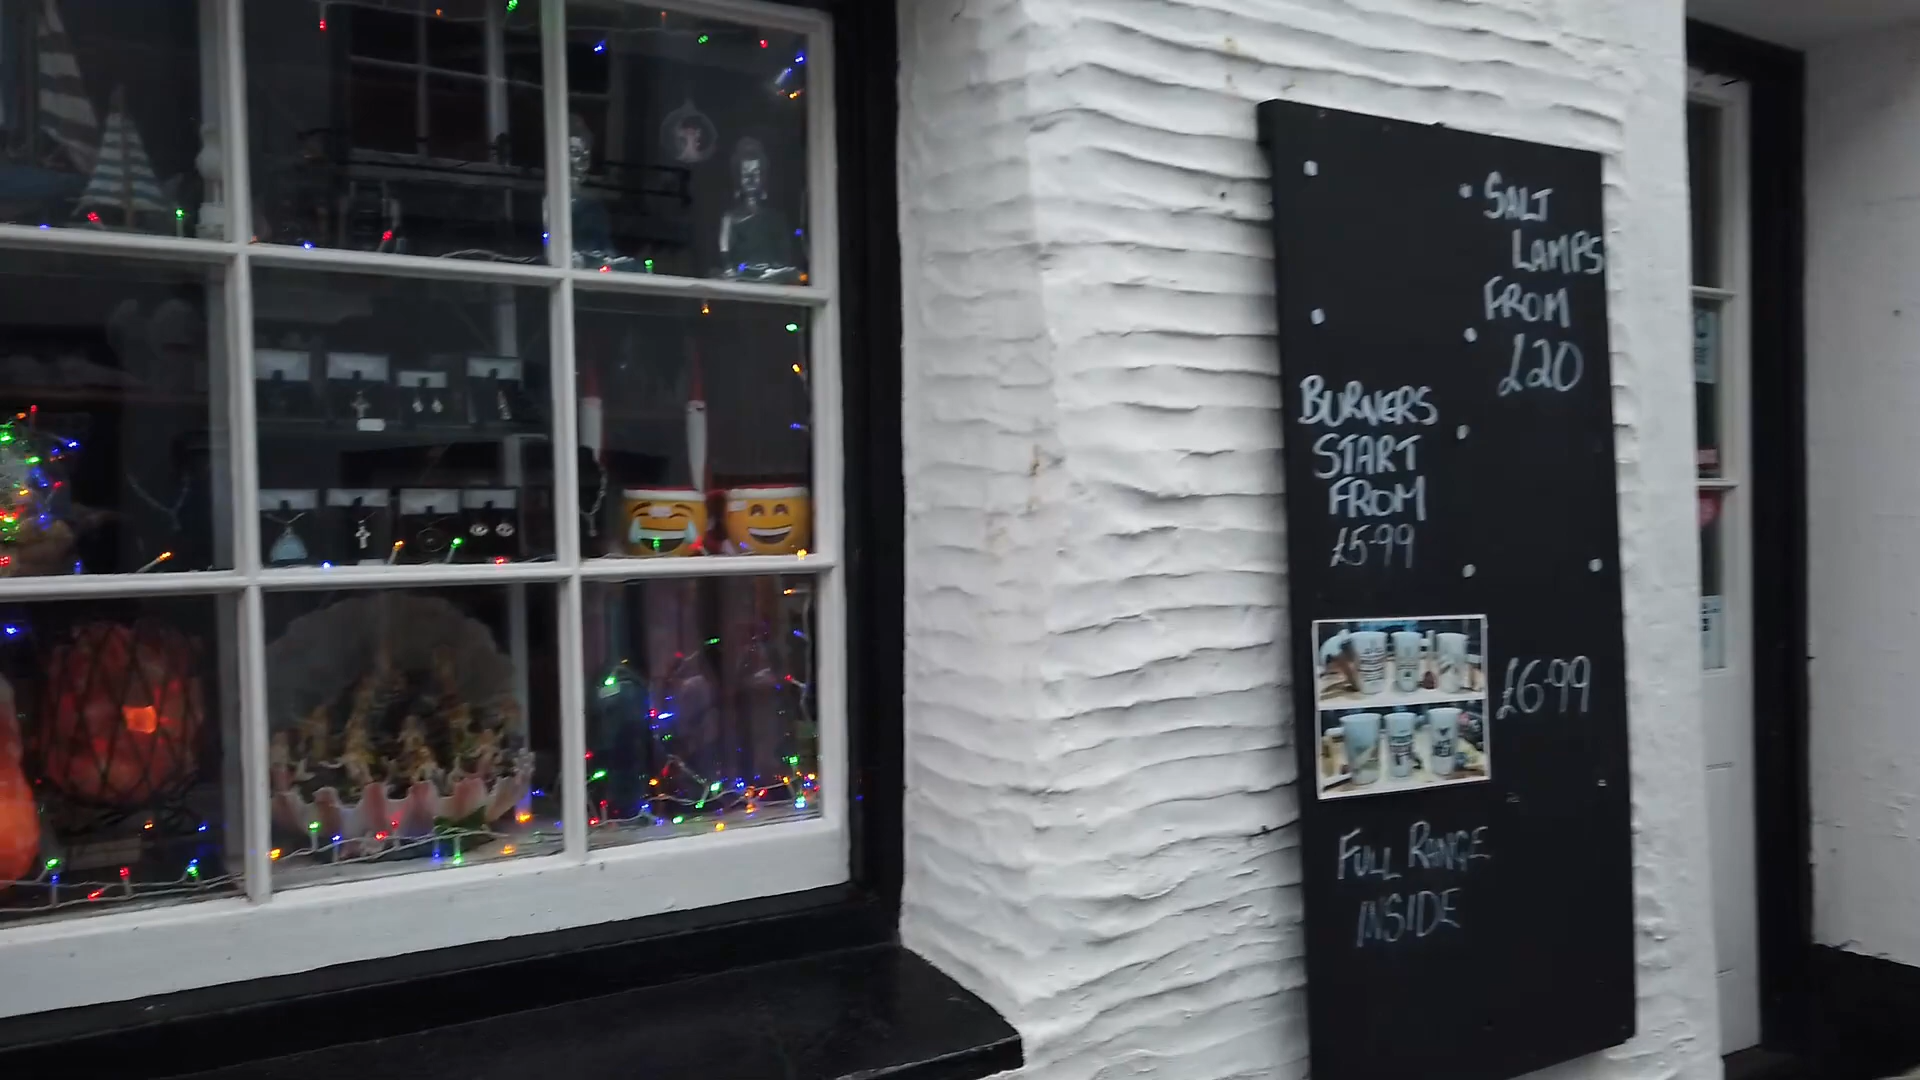 SALT
LAMPS
FROM
£20
BURNERS
START
FROM
£5.99
£6.99
FULL RANGE
INSIDE